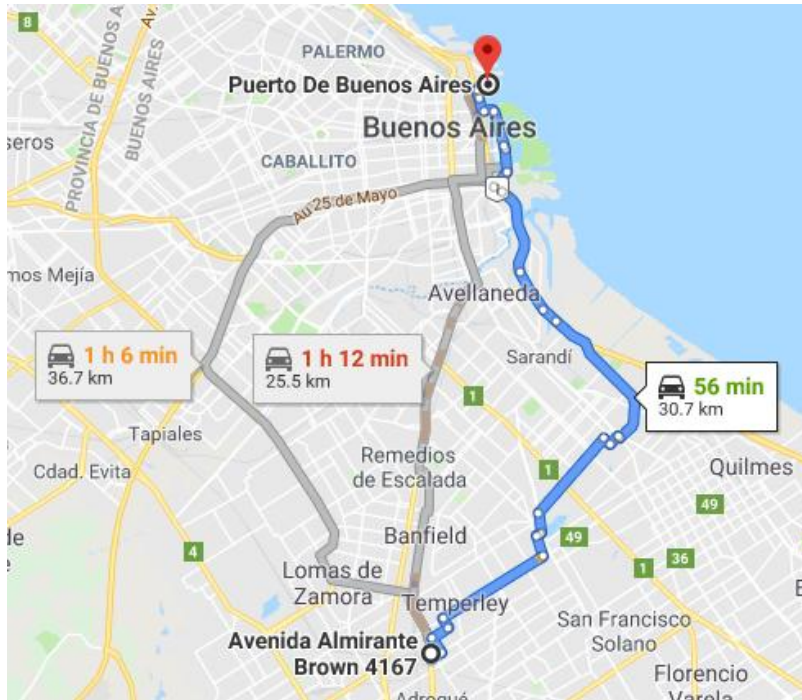 8
Av.
PALERMO
PROVINCIA DE BUENOS A
BUENOS AIRES
Puerto De Buenos Aires
Buenos Aires
seros
CABALLITO
Au 25 de Mayo
mos Mejía
Avellaneda
1 h 6 min
36.7 km
1 h 12 min
25.5 km
Sarandí
56 min
30.7 km
1
Tapiales
Remedios
de Escalada
Cdad. Evita
1
Quilmes
49
Banfield
49
4
36
1
de
Lomas de
Zamora
Temperley
San Francisco
Solano
Avenida Almirante
Brown 4167
Florencio
Varela
Adrogué